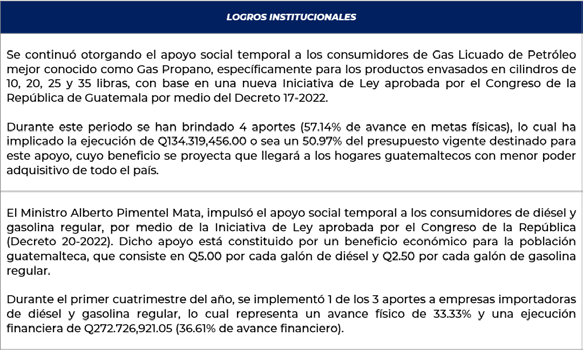 LOGROS INSTITUCIONALES
Se continuó otorgando el apoyo social temporal a los consumidores de Gas Licuado de Petróleo
mejor conocido como Gas Propano, específicamente para los productos envasados en cilindros de
10, 20, 25 y 35 libras, con base en una nueva Iniciativa de Ley aprobada por el Congreso de la
República de Guatemala por medio del Decreto 17-2022.
Durante este periodo se han brindado 4 aportes (57.14% de avance en metas físicas), lo cual ha
implicado la ejecución de Q134.319,456.00 o sea un 50.97% del presupuesto vigente destinado para
este apoyo, cuyo beneficio se proyecta que llegará a los hogares guatemaltecos con menor poder
adquisitivo de todo el país.
El Ministro Alberto Pimentel Mata, impulsó el apoyo social temporal a los consumidores de diésel y
gasolina regular, por medio de la Iniciativa de Ley aprobada por el Congreso de la República
(Decreto 20-2022). Dicho apoyo está constituido por un beneficio económico para la población
guatemalteca, que consiste en Q5.00 por cada galón de diésel y Q2.50 por cada galón de gasolina
regular.
Durante el primer cuatrimestre del año, se implementó 1 de los 3 aportes a empresas importadoras
de diésel y gasolina regular, lo cual representa un avance físico de 33.33% y una ejecución
financiera de Q272.726,921.05 (36.61% de avance financiero).